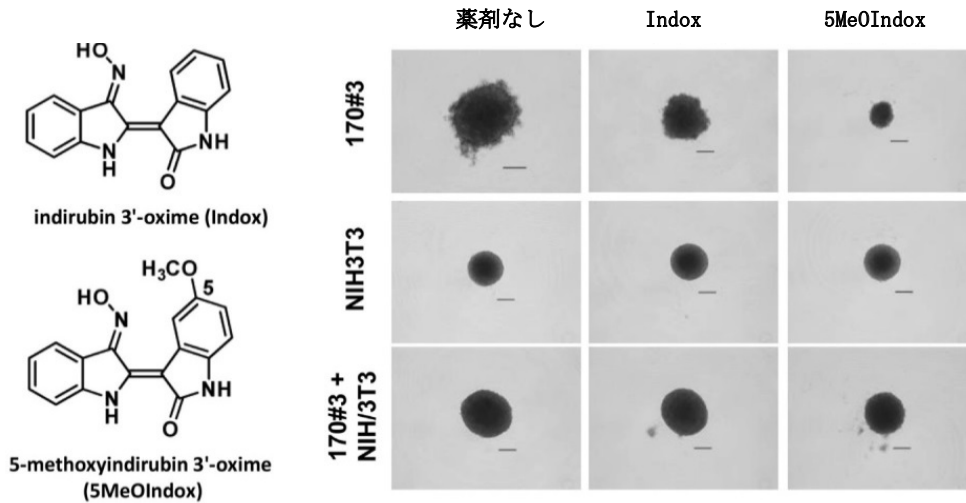 薬剤なし
Indox
5MeOIndox
HO
N
N
H
NH
O
indirubin 3'-oxime (Indox)
H₃CO
5
HO
N
N
H
NH
O
5-methoxyindirubin 3'-oxime
(5MeOIndox)
170#3
NIH3T3
170#3 +
NIH/3T3